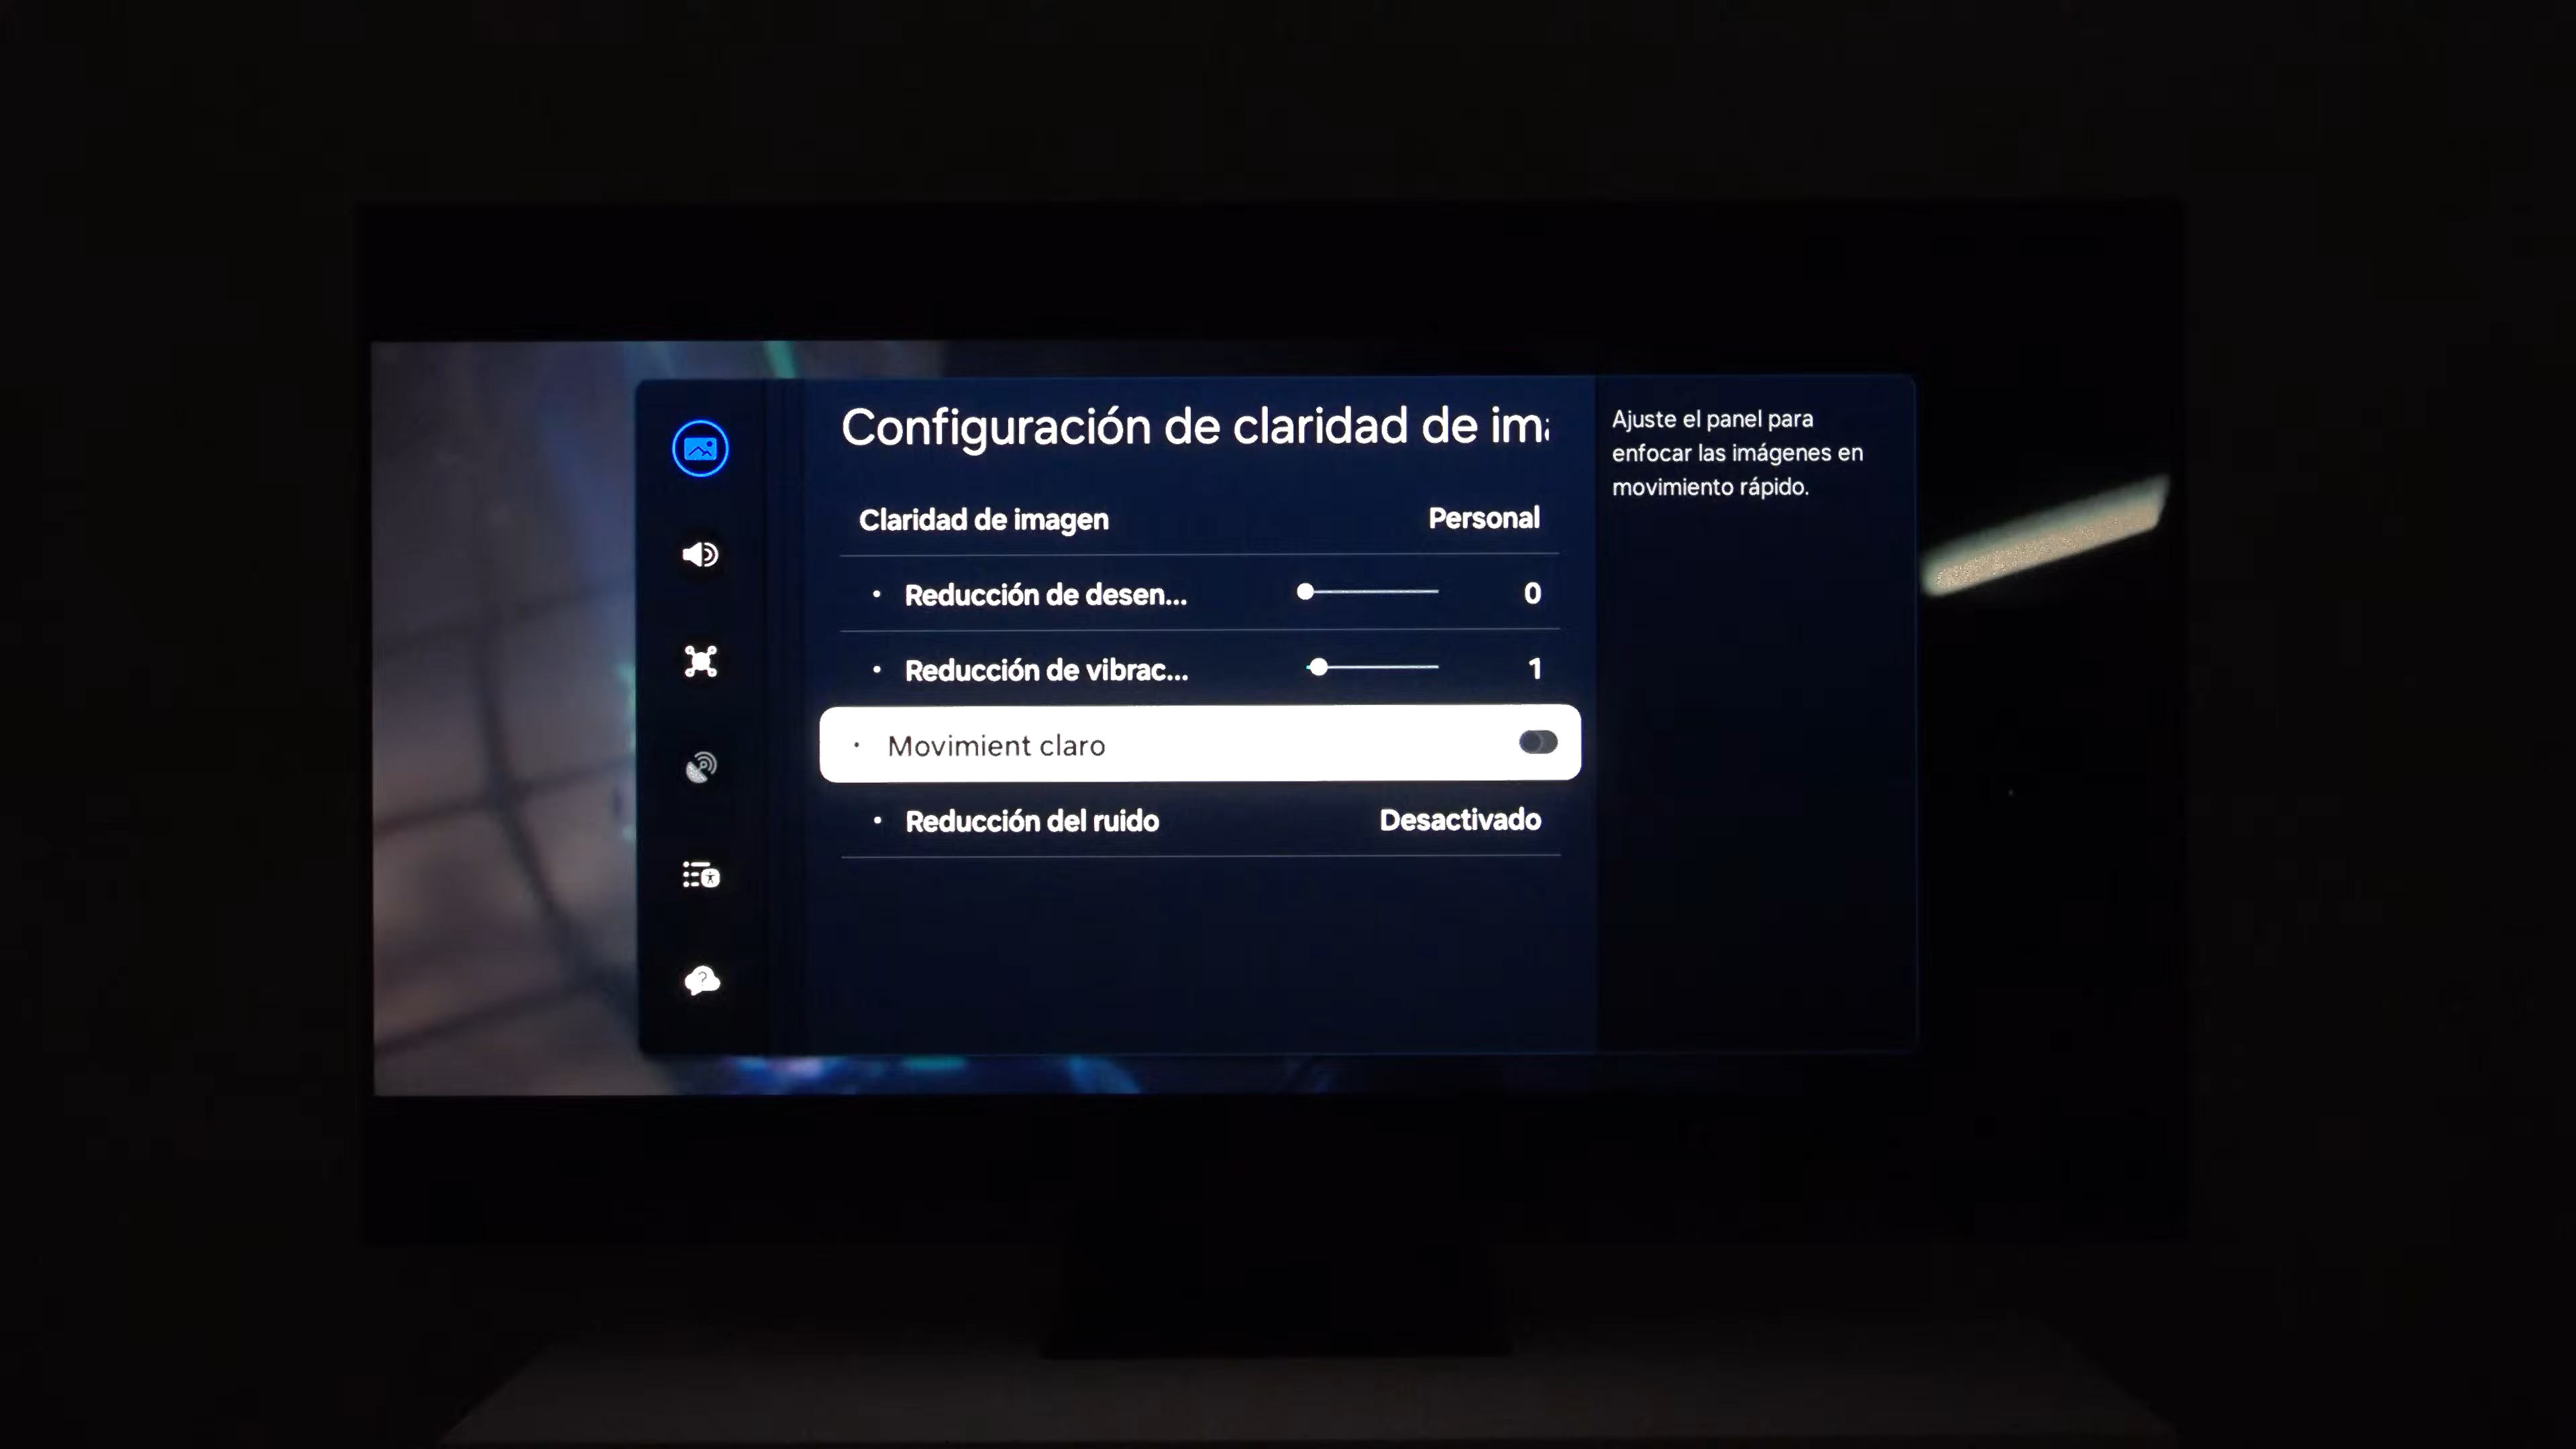 Configuración de claridad de im
Claridad de imagen Personal
• Reducción de desen... 0
• Reducción de vibrac... 1
• Movimient claro
• Reducción del ruido Desactivado
Ajuste el panel para
enfocar las imágenes en
movimiento rápido.